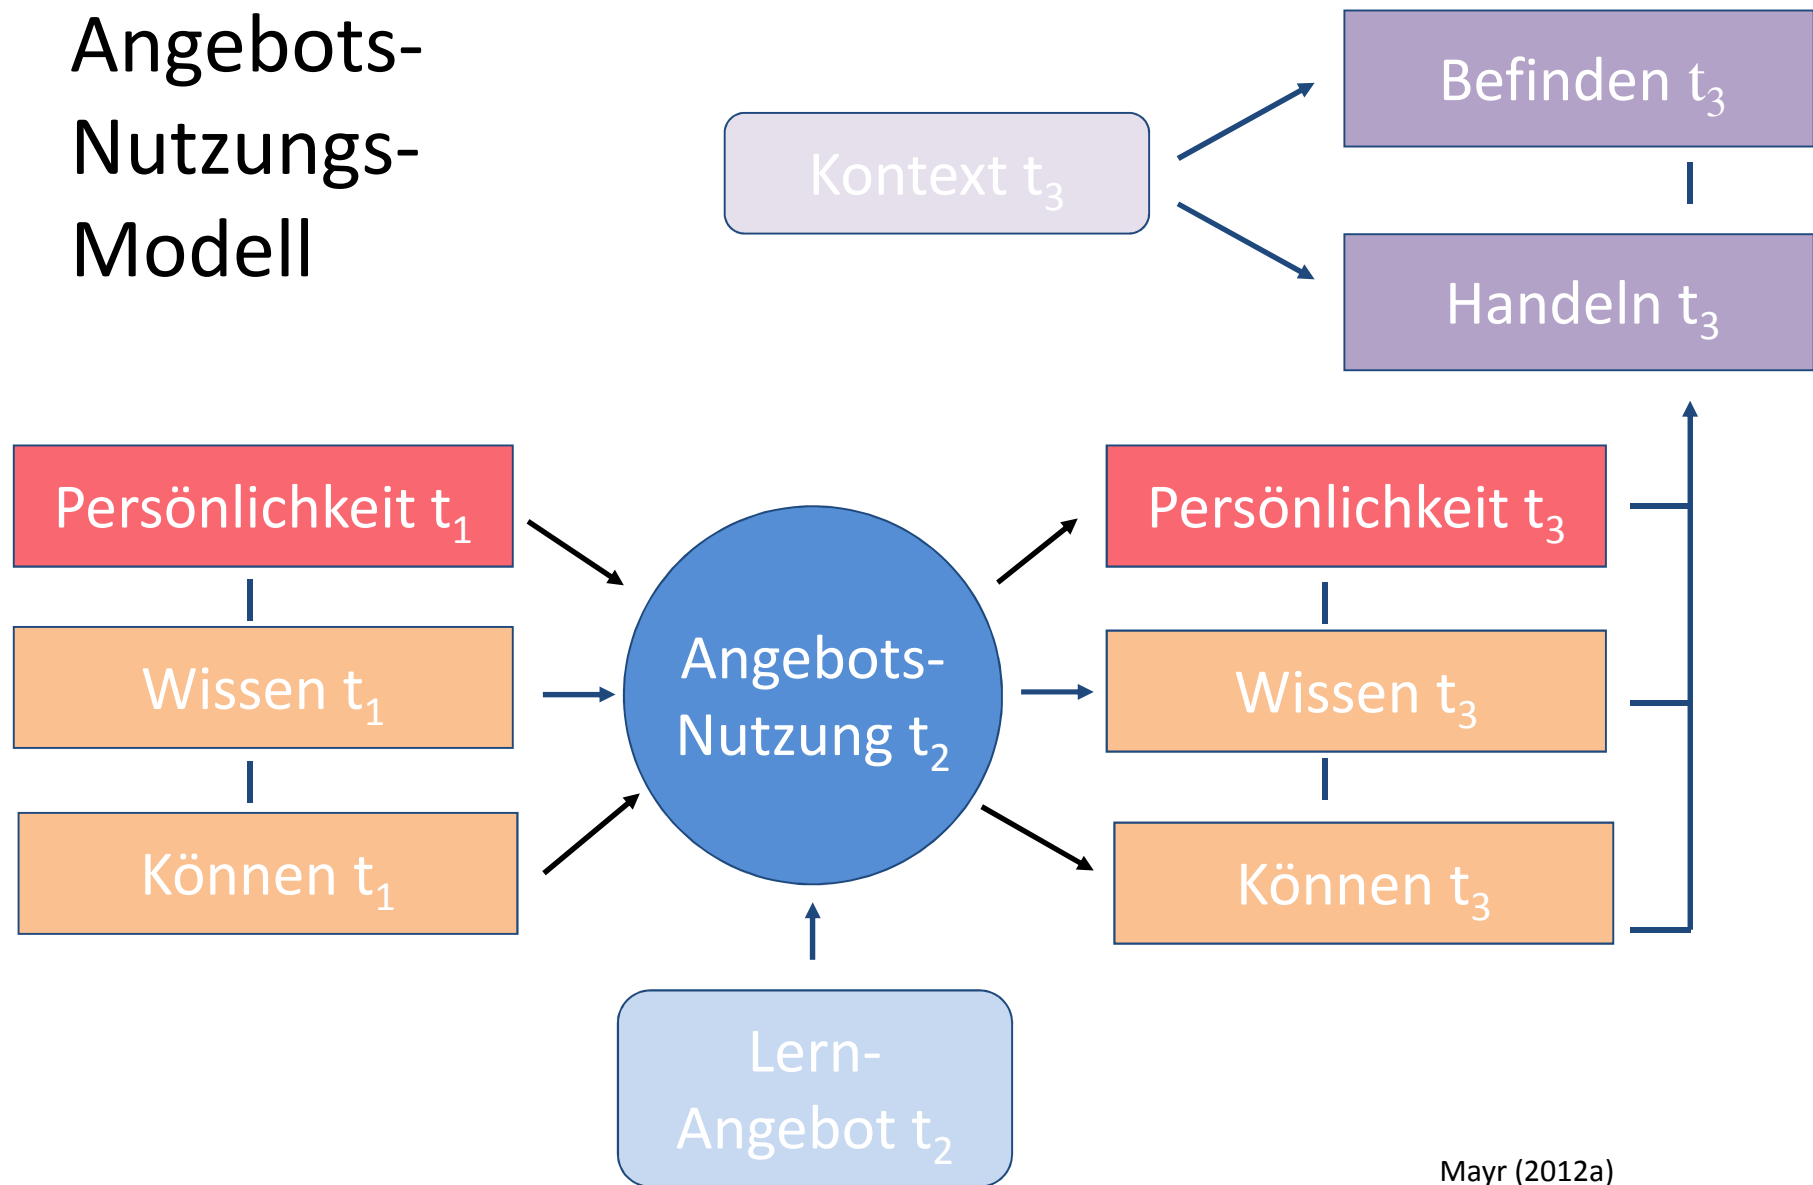 Angebots-
Nutzungs-
Modell
Befinden t₃
Kontext t₃
Handeln t₃
Persönlichkeit t₁
Wissen t₁
Können t₁
Angebots-
Nutzung t₂
Lern-
Angebot t₂
Persönlichkeit t₃
Wissen t₃
Können t₃
Mayr (2012a)